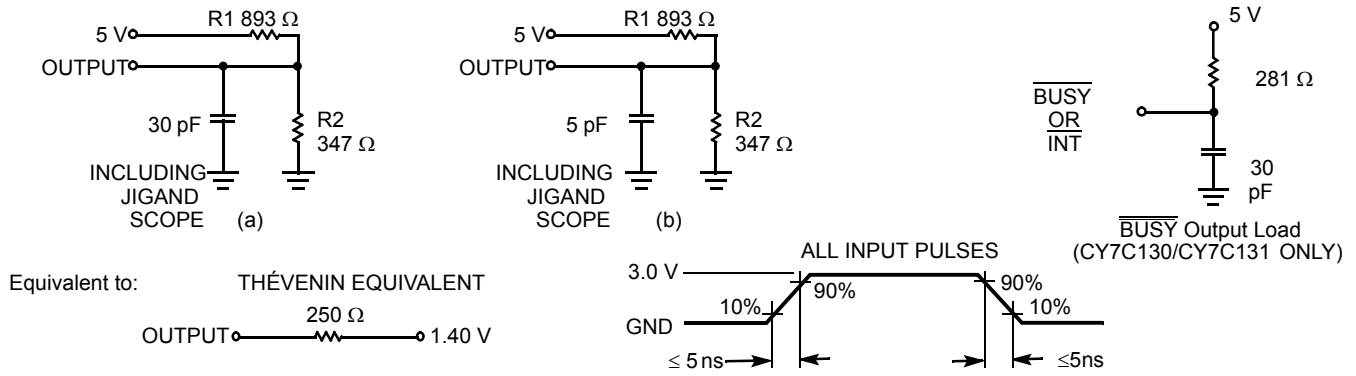 R1 893 Ω
5 V
OUTPUT
30 pF
R2
347 Ω
INCLUDING
JIGAND
SCOPE
(a)
R1 893 Ω
5 V
OUTPUT
5 pF
R2
347 Ω
INCLUDING
JIGAND
SCOPE
(b)
5 V
281 Ω
BUSY
OR
INT
30
pF
BUSY Output Load
(CY7C130/CY7C131 ONLY)
Equivalent to:
THÉVENIN EQUIVALENT
250 Ω
OUTPUT
1.40 V
ALL INPUT PULSES
3.0 V
90%
90%
10%
10%
GND
≤ 5 ns
≤5ns